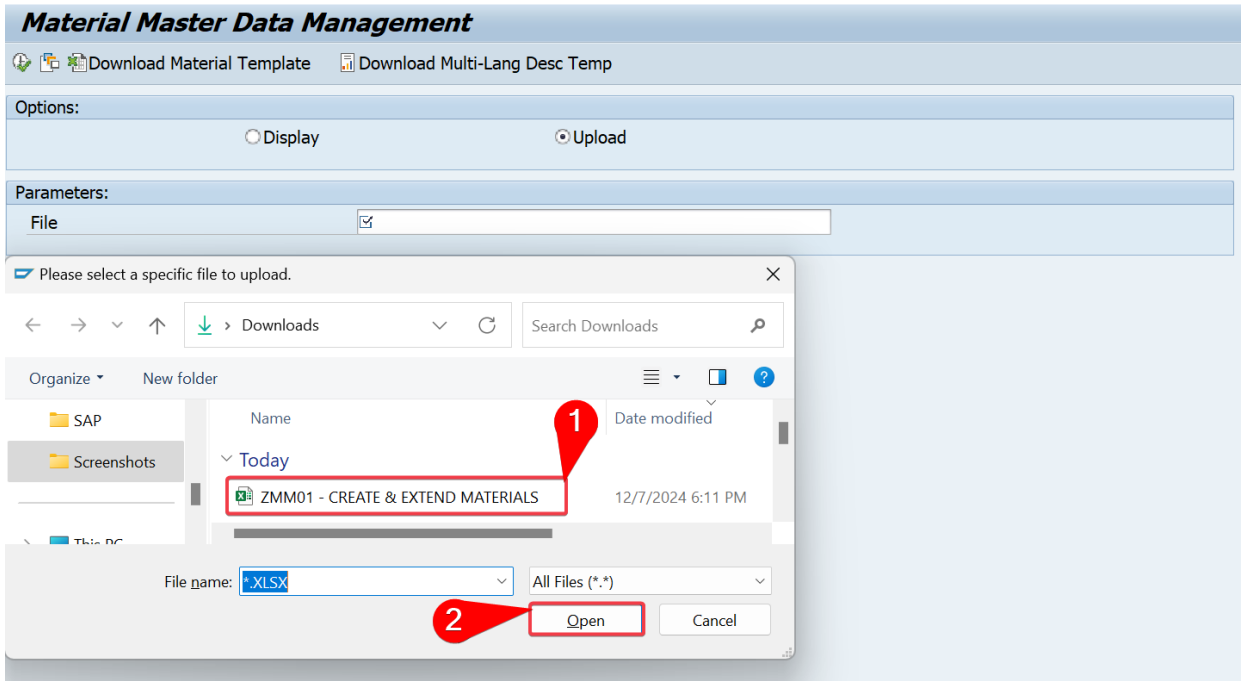 Material Master Data Management
Download Material Template Download Multi-Lang Desc Temp
Options:
Display Upload
Parameters:
File
Please select a specific file to upload.
Downloads Search Downloads
Organize New folder
SAP Name Date modified
1
Screenshots Today
ZMM01 - CREATE & EXTEND MATERIALS 12/7/2024 6:11 PM
This PC
File name: *.XLSX All Files (*.*)
2 Open Cancel